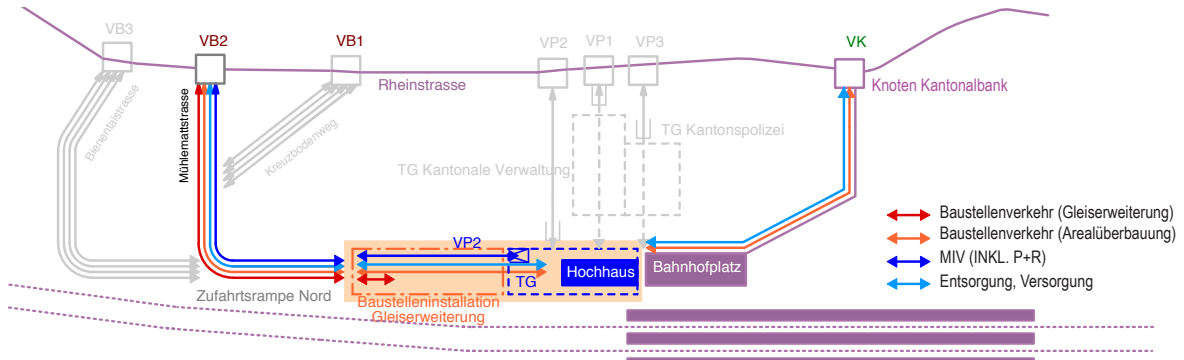 VB3
VB2
VB1
VP2
VP1
VP3
VK
Rheinstrasse
Knoten Kantonalbank
Bienentalstrasse
Mühlemattstrasse
Kreuzbodenweg
TG Kantonspolizei
TG Kantonale Verwaltung
Baustellenverkehr (Gleiserweiterung)
Baustellenverkehr (Arealüberbauung)
MIV (INKL. P+R)
Entsorgung, Versorgung
VP2
TG
Hochhaus
Bahnhofplatz
Zufahrtsrampe Nord
Baustelleninstallation
Gleiserweiterung